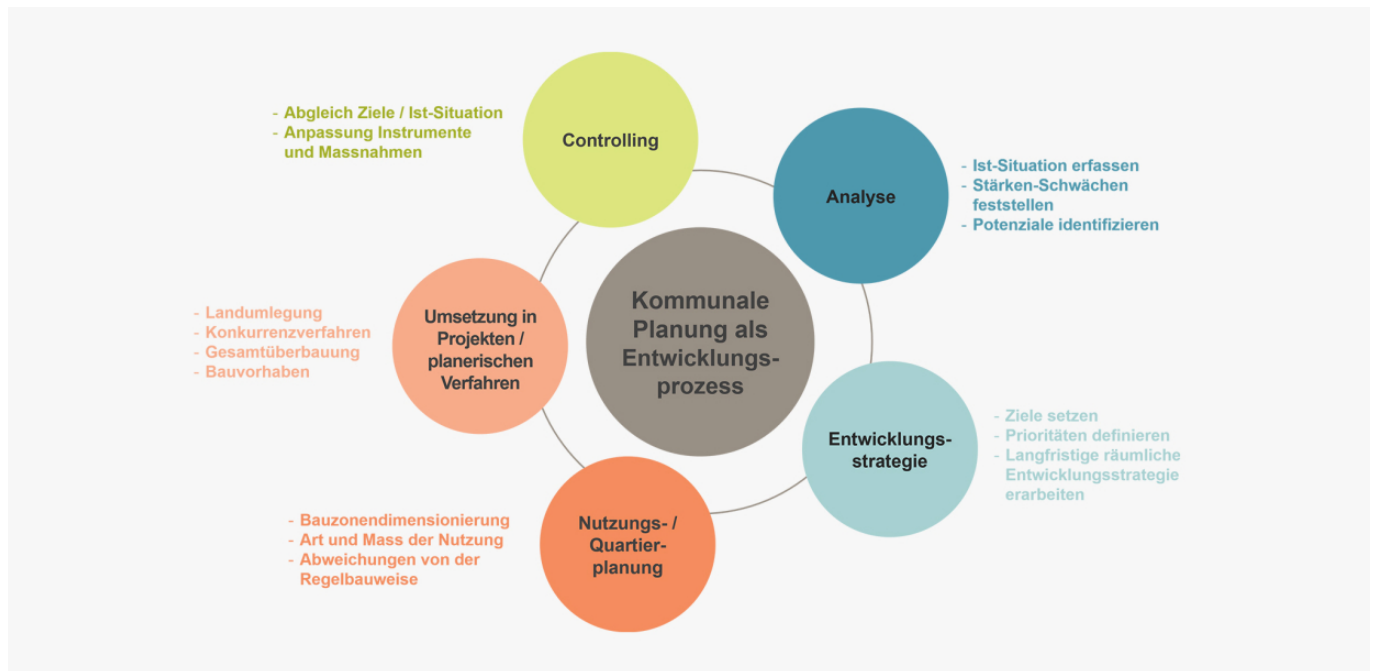 Kommunale
Planung als
Entwicklungs-
prozess
Controlling
- Abgleich Ziele / Ist-Situation
- Anpassung Instrumente
und Massnahmen
Analyse
- Ist-Situation erfassen
- Stärken-Schwächen
feststellen
- Potenziale identifizieren
Entwicklungs-
strategie
- Ziele setzen
- Prioritäten definieren
- Langfristige räumliche
Entwicklungsstrategie
erarbeiten
Nutzungs- /
Quartier-
planung
- Bauzonendimensionierung
- Art und Mass der Nutzung
- Abweichungen von der
Regelbauweise
Umsetzung in
Projekten /
planerischen
Verfahren
- Landumlegung
- Konkurrenzverfahren
- Gesamtüberbauung
- Bauvorhaben